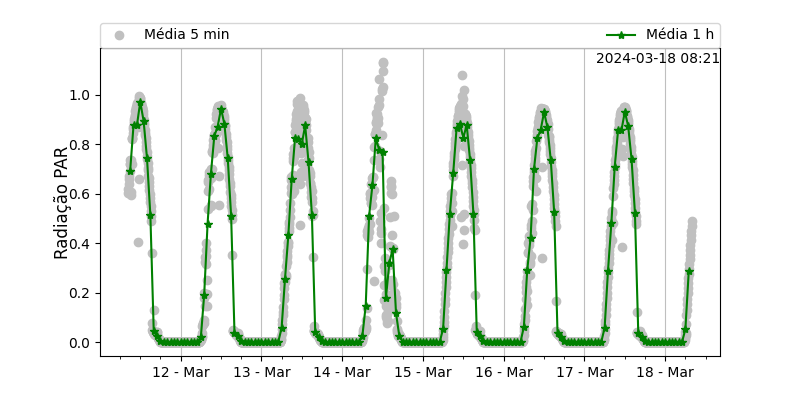 Média 5 min
Média 1 h
2024-03-18 08:21
Radiação PAR
1.0
0.8
0.6
0.4
0.2
0.0
12 - Mar
13 - Mar
14 - Mar
15 - Mar
16 - Mar
17 - Mar
18 - Mar